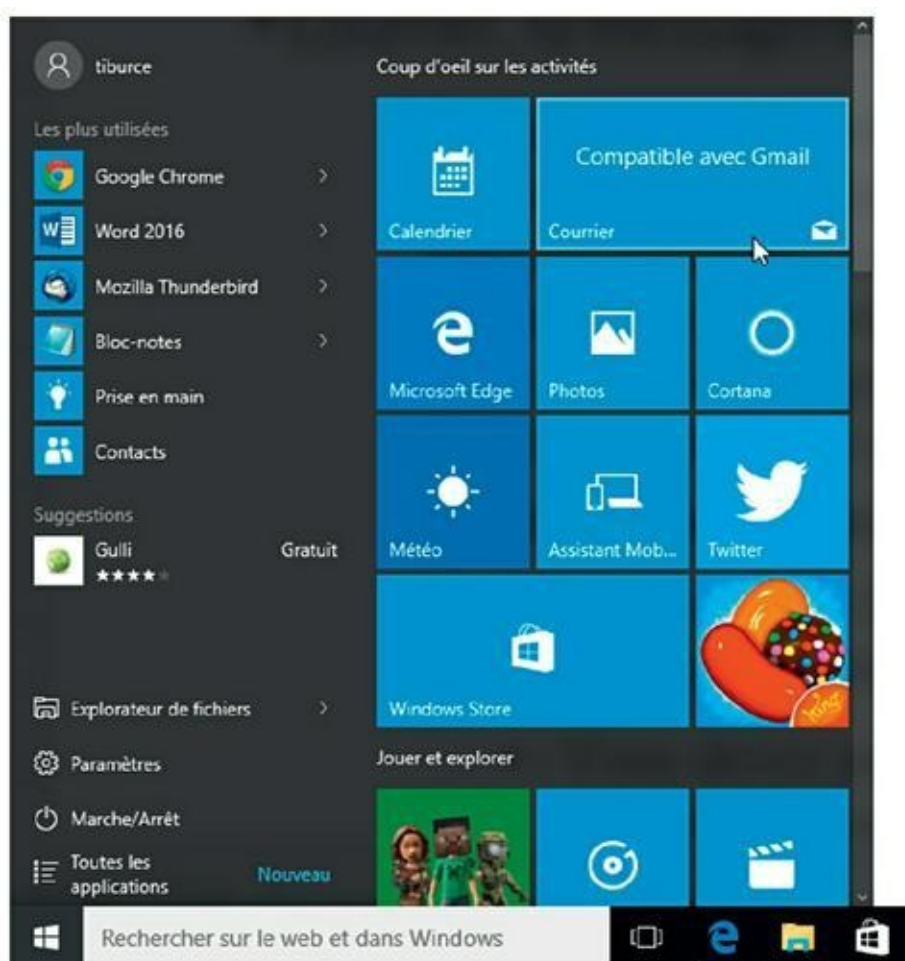 tiburce
Les plus utilisées
Google Chrome
Word 2016
Mozilla Thunderbird
Bloc-notes
Prise en main
Contacts
Suggestions
Gulli
Gratuit
Explorateur de fichiers
Paramètres
Marche/Arrêt
Toutes les
applications
Nouveau
Coup d'oeil sur les activités
Calendrier
Compatible avec Gmail
Courrier
Microsoft Edge
Photos
Cortana
Météo
Assistant Mob...
Twitter
Windows Store
King
Jouer et explorer
Rechercher sur le web et dans Windows